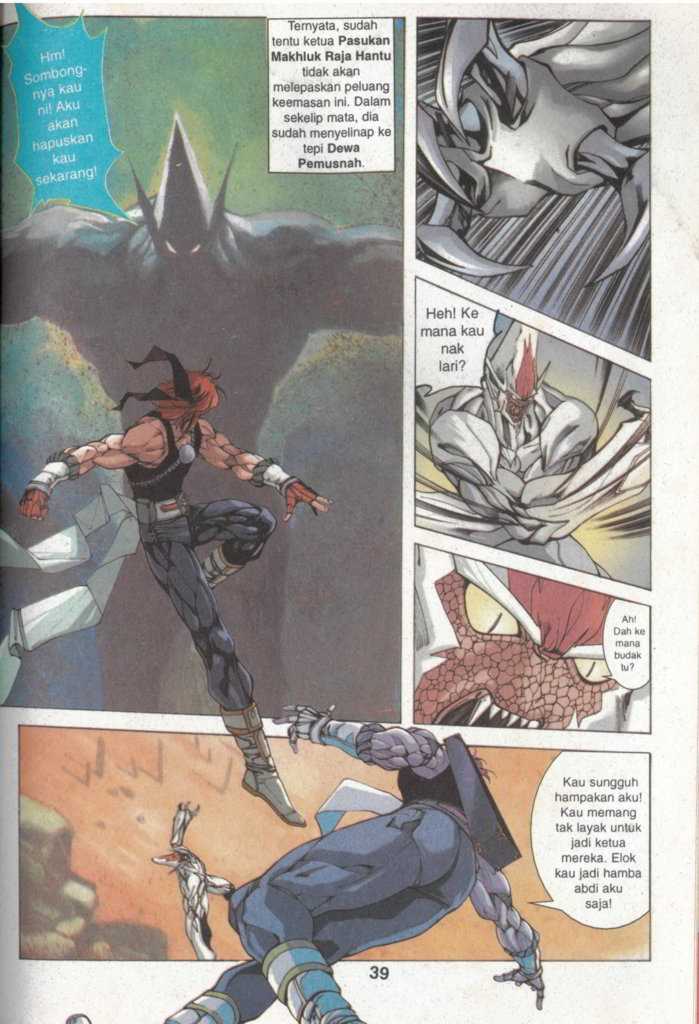 Hm!
Sombong-
nya kau
ni! Aku
akan
hapuskan
kau
sekarang!
Ternyata, sudah
tentu ketua Pasukan
Makhluk Raja Hantu
tidak akan
melepaskan peluang
keemasan ini. Dalam
sekelip mata, dia
sudah menyelinap ke
tepi Dewa
Pemusnah.
Heh! Ke
mana kau
nak
lari?
Ah!
Dah ke
mana
budak
tu?
Kau sungguh
hampakan aku!
Kau memang
tak layak untuk
jadi ketua
mereka. Elok
kau jadi hamba
abdi aku
saja!
39